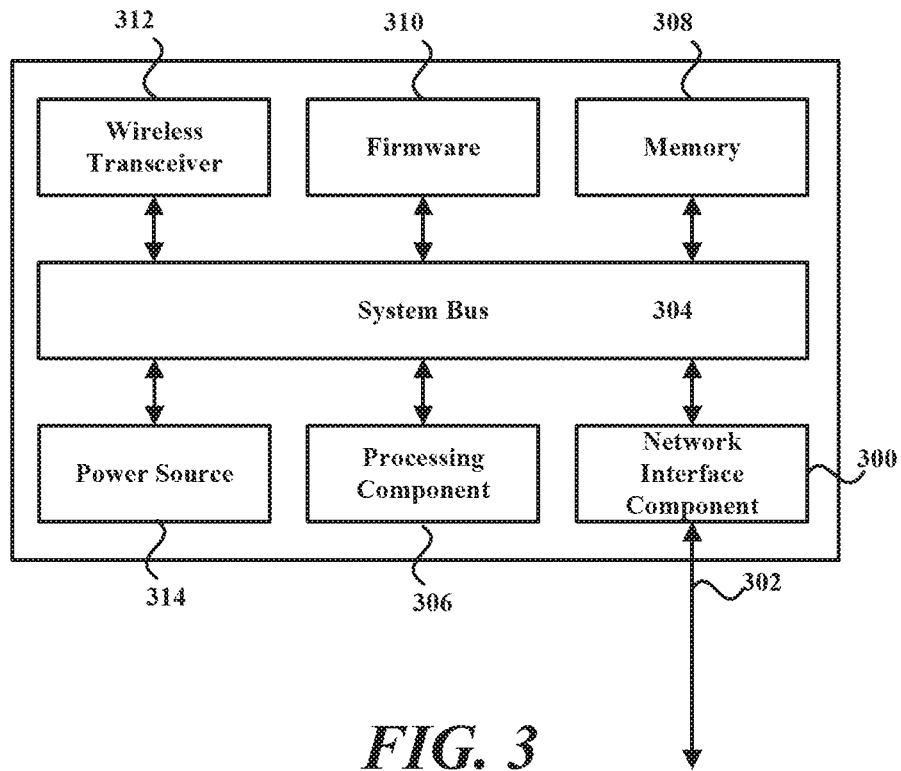 312
310
308
Wireless
Transceiver
Firmware
Memory
System Bus
304
Power Source
Processing
Component
Network
Interface
Component
300
314
306
302
FIG. 3